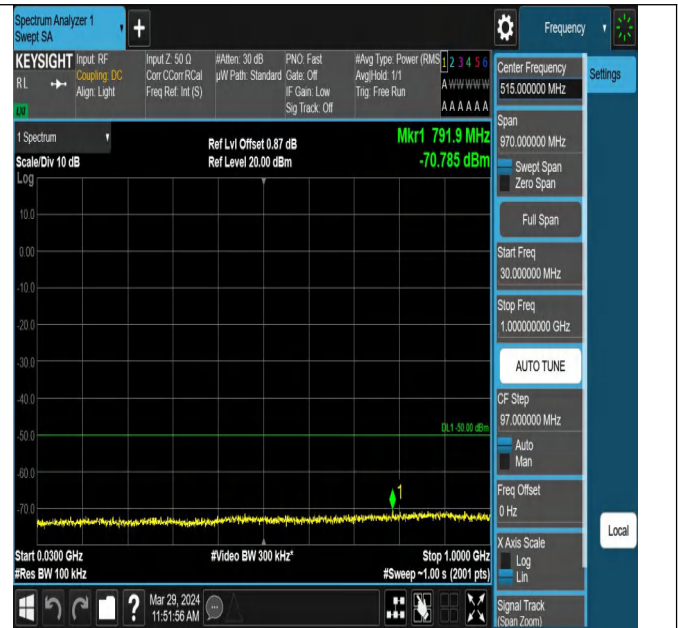 Spectrum Analyzer 1
Swept SA
+
Frequency
KEYSIGHT
RL
LXI
Input: RF
Coupling: DC
Align: Light
Input Z: 50 Ω
Corr CCorr RCal
Freq Ref: Int (S)
#Atten: 30 dB
µW Path: Standard
PNO: Fast
Gate: Off
IF Gain: Low
Sig Track: Off
#Avg Type: Power (RMS
Avg|Hold: 1/1
Trig: Free Run
1 2 3 4 5 6
A W W W W W
A A A A A A
1 Spectrum
Scale/Div 10 dB
Log
Ref Lvl Offset 0.87 dB
Ref Level 20.00 dBm
Mkr1 791.9 MHz
-70.785 dBm
10.0
0.00
-10.0
-20.0
-30.0
-40.0
DL1 -50.00 dBm
-50.0
-60.0
1
-70.0
Start 0.0300 GHz
#Res BW 100 kHz
#Video BW 300 kHz*
Stop 1.0000 GHz
#Sweep ~1.00 s (2001 pts)
Mar 29, 2024
11:51:56 AM
Center Frequency
515.000000 MHz
Settings
Span
970.000000 MHz
Swept Span
Zero Span
Full Span
Start Freq
30.000000 MHz
Stop Freq
1.000000000 GHz
AUTO TUNE
CF Step
97.000000 MHz
Auto
Man
Freq Offset
0 Hz
Local
X Axis Scale
Log
Lin
Signal Track
(Span Zoom)